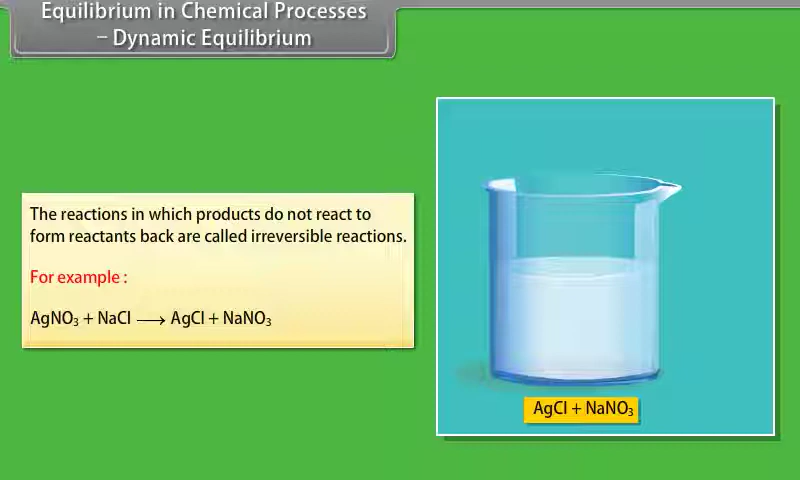 Equilibrium in Chemical Processes
– Dynamic Equilibrium
The reactions in which products do not react to
form reactants back are called irreversible reactions.
For example :
AgNO₃ + NaCl ⟶ AgCl + NaNO₃
AgCl + NaNO₃